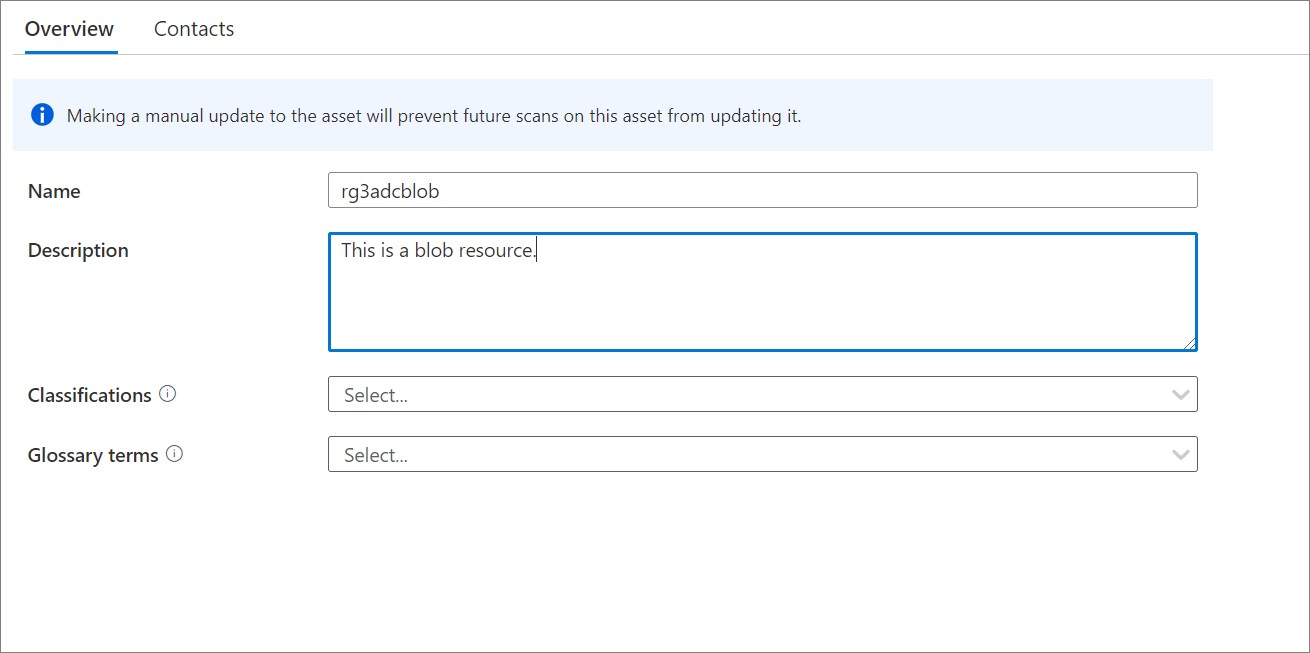 Overview Contacts
Making a manual update to the asset will prevent future scans on this asset from updating it.
Name rg3adcblob
Description This is a blob resource.
Classifications Select...
Glossary terms Select...